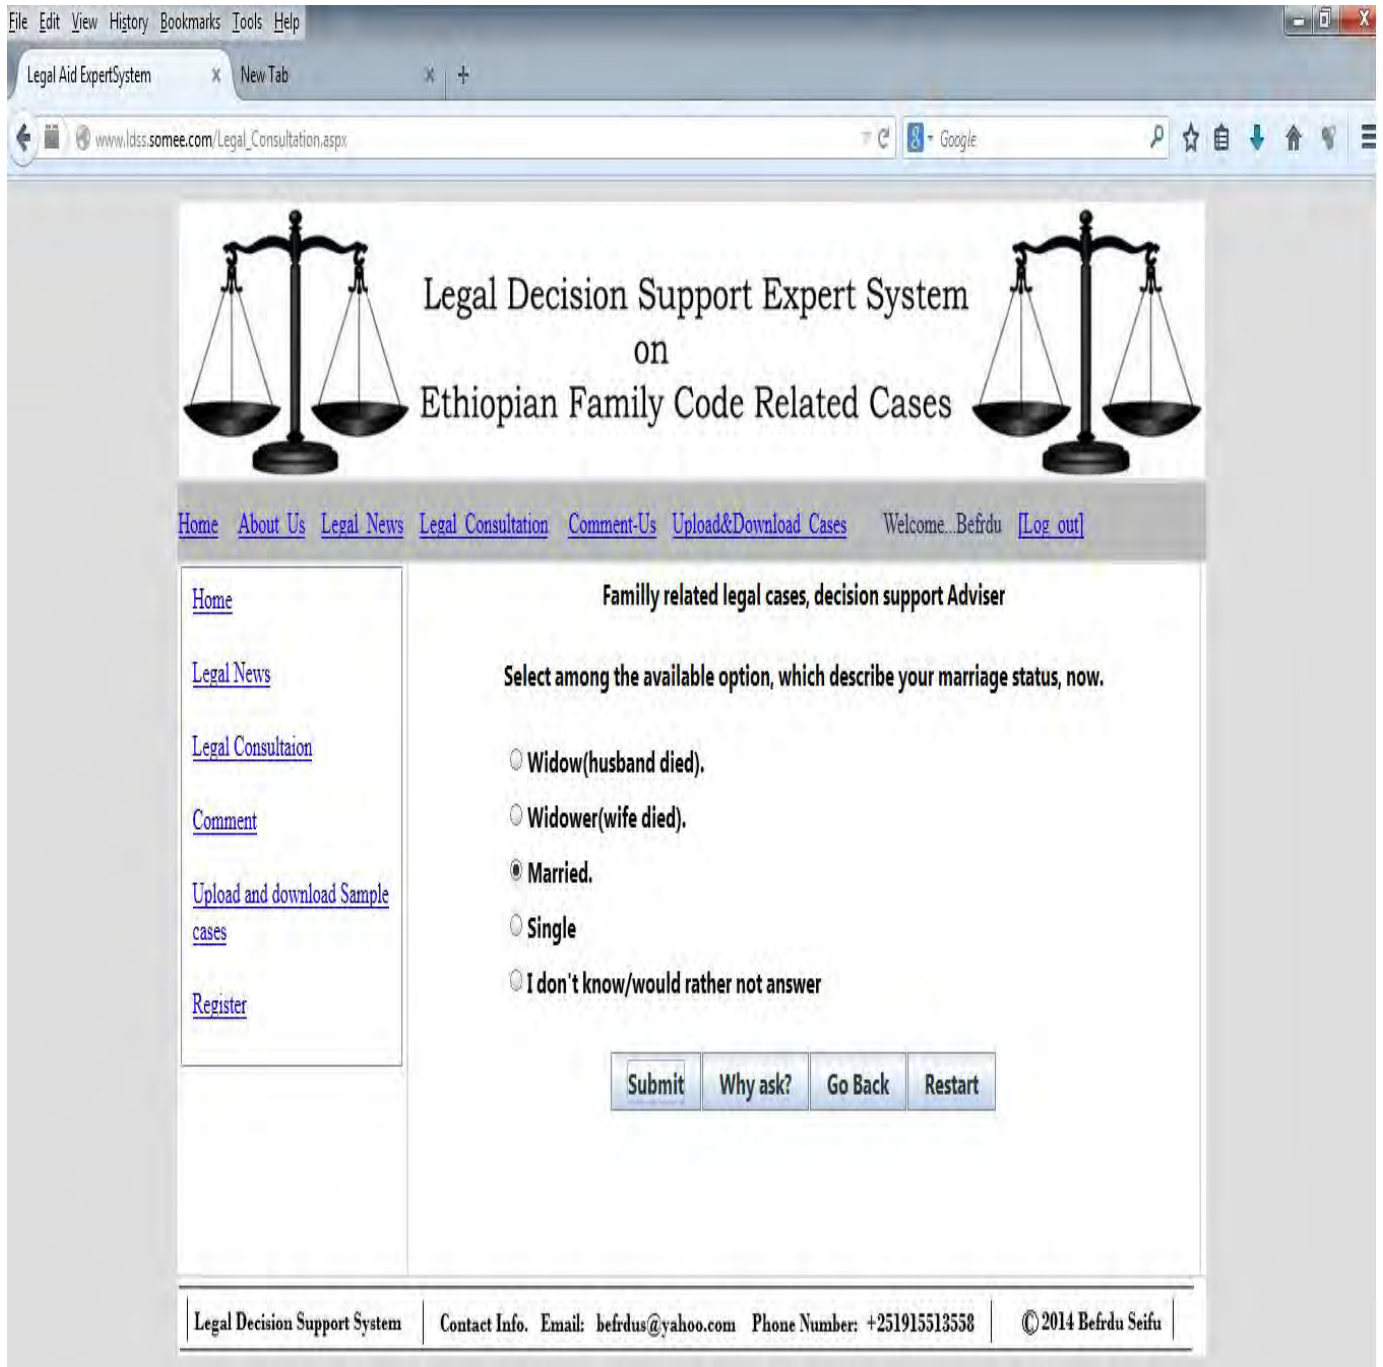 File Edit View History Bookmarks Tools Help
Legal Aid ExpertSystem
New Tab
www.ldss.somee.com/Legal_Consultation.aspx
Google
Legal Decision Support Expert System
on
Ethiopian Family Code Related Cases
Home About Us Legal News Legal Consultation Comment-Us Upload&Download Cases Welcome...Befrdu [Log out]
Home
Legal News
Legal Consultaion
Comment
Upload and download Sample
cases
Register
Familly related legal cases, decision support Adviser
Select among the available option, which describe your marriage status, now.
Widow(husband died).
Widower(wife died).
Married.
Single
I don't know/would rather not answer
Submit Why ask? Go Back Restart
Legal Decision Support System
Contact Info. Email: befrdus@yahoo.com Phone Number: +251915513558
© 2014 Befrdu Seifu